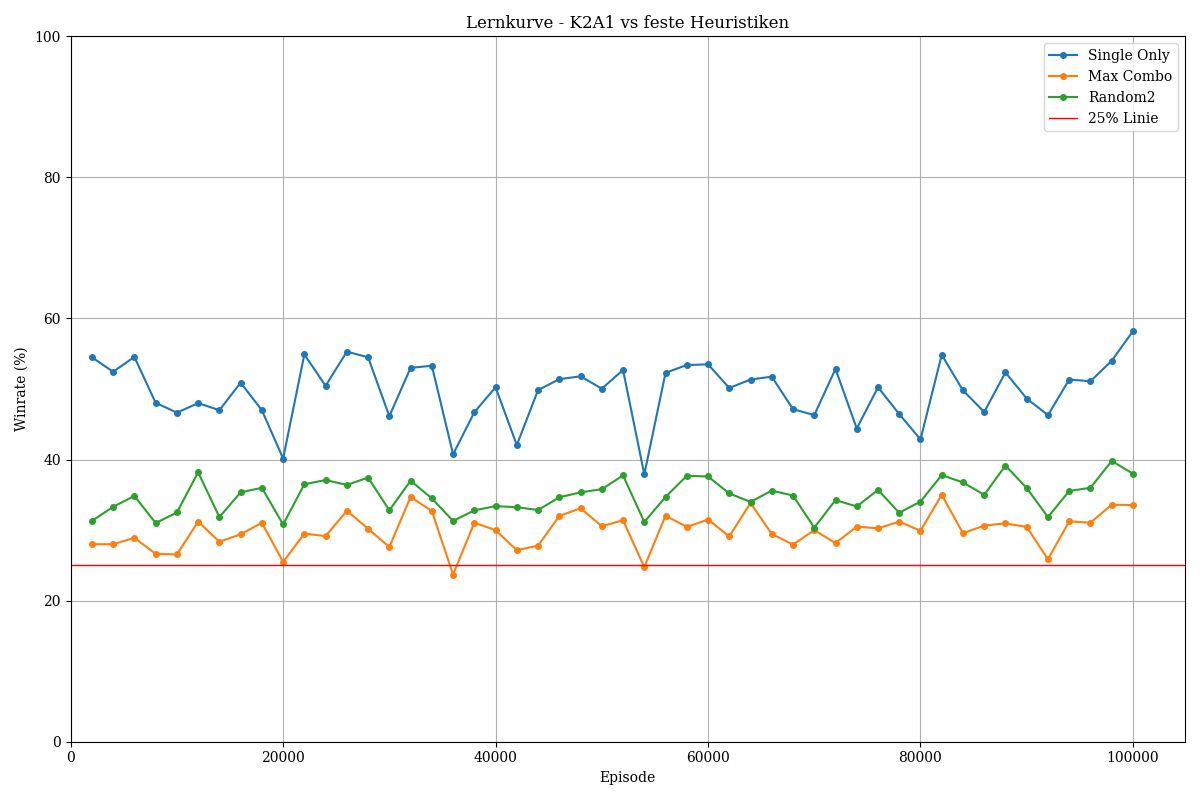 Lernkurve - K2A1 vs feste Heuristiken
100
80
60
40
20
0
Winrate (%)
Single Only
Max Combo
Random2
25% Linie
0 20000 40000 60000 80000 100000
Episode